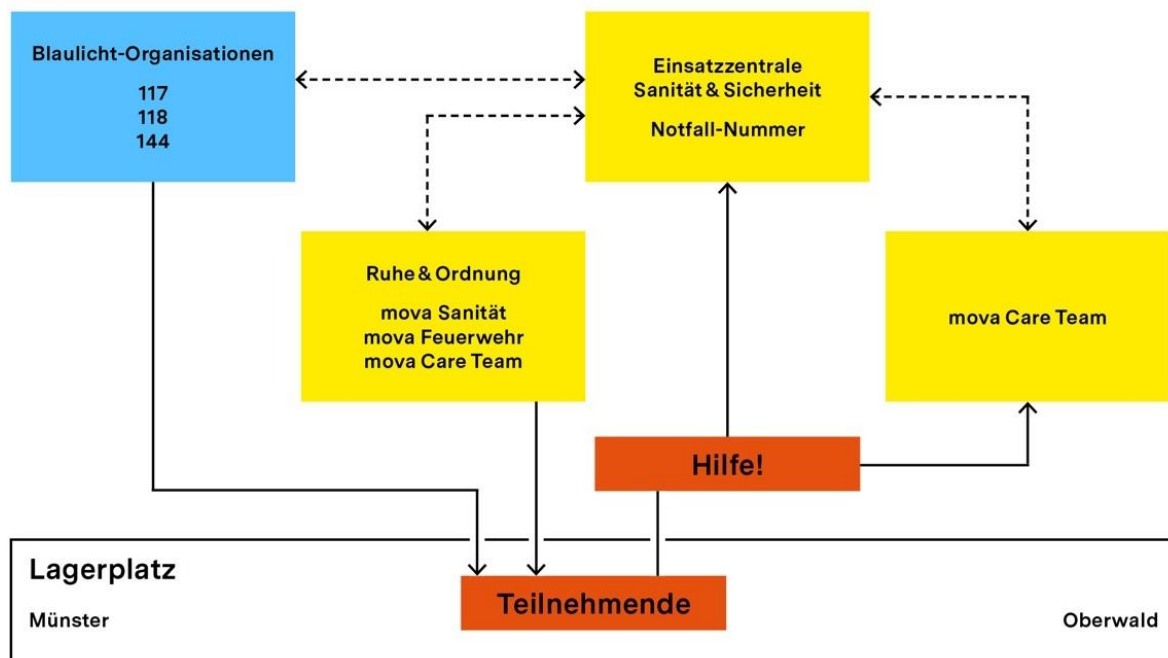 Blaulicht-Organisationen
117
118
144
Einsatzzentrale
Sanität & Sicherheit
Notfall-Nummer
Ruhe & Ordnung
mova Sanität
mova Feuerwehr
mova Care Team
mova Care Team
Hilfe!
Lagerplatz
Teilnehmende
Münster
Oberwald